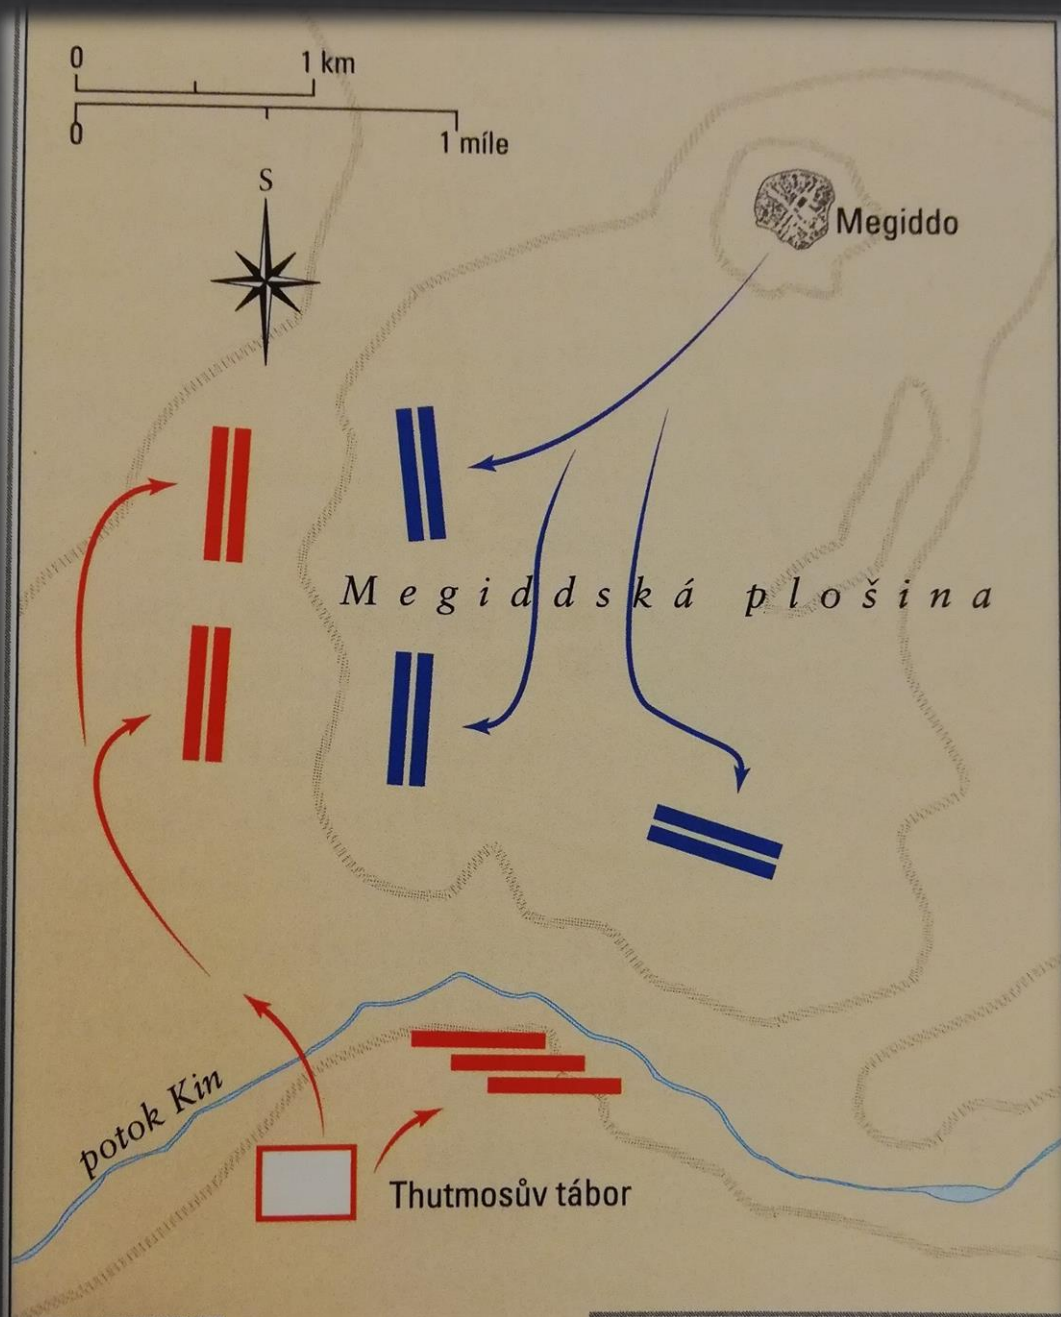 0 1 km
0 1 míle
S
Megiddo
Megiddská plošina
potok Kin
Thutmosův tábor